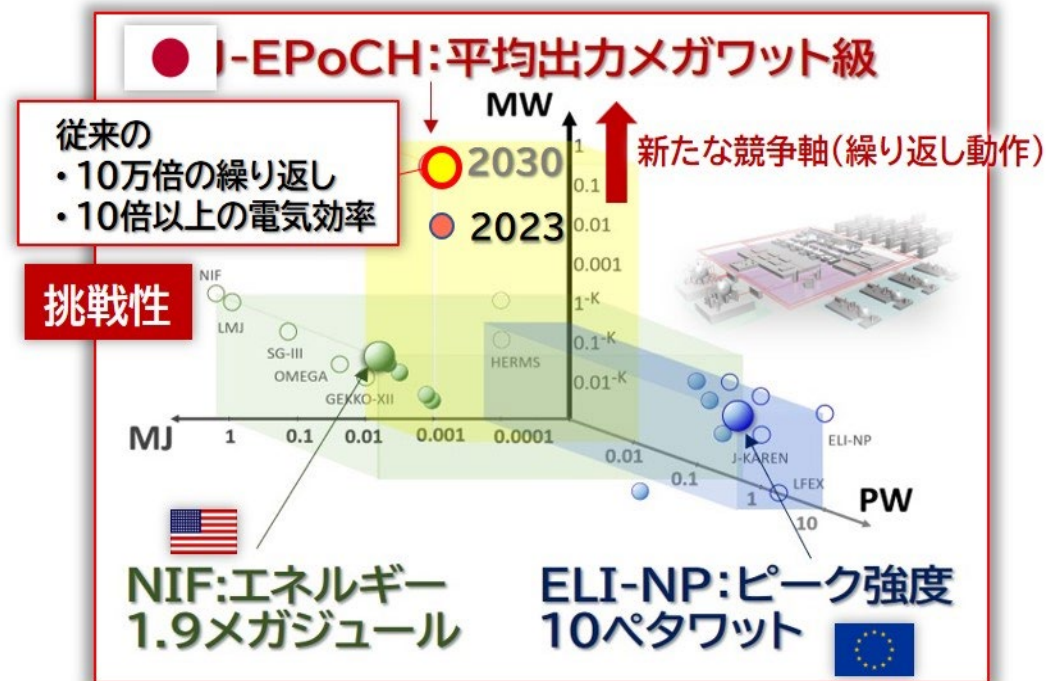 J-EPoCH:平均出力メガワット級
従来の
・10万倍の繰り返し
・10倍以上の電気効率
挑戦性
MW
新たな競争軸(繰り返し動作)
2030
2023
1
0.1
0.01
0.001
1-K
0.1-K
0.01-K
NIF
LMJ
SG-III
OMEGA
GEKKO-XII
HERMS
MJ
1
0.1
0.01
0.001
0.0001
0.01
0.1
1
10
PW
J-KAREN
ELI-NP
LFEX
NIF:エネルギー
1.9メガジュール
ELI-NP:ピーク強度
10ペタワット